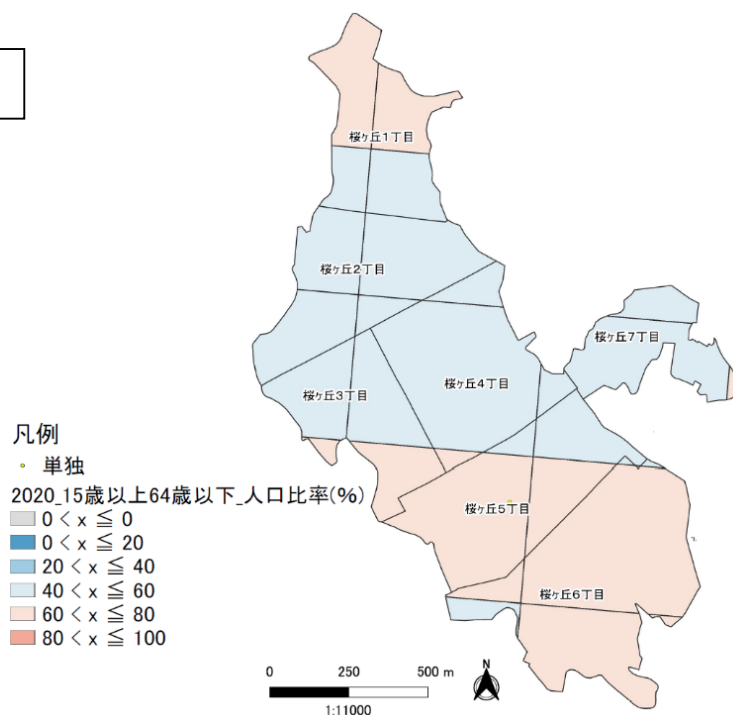 桜ヶ丘1丁目
桜ヶ丘2丁目
桜ヶ丘7丁目
桜ヶ丘3丁目
桜ヶ丘4丁目
桜ヶ丘5丁目
桜ヶ丘6丁目
凡例
単独
2020_15歳以上64歳以下_人口比率(%)
0 < x ≦ 0
0 < x ≦ 20
20 < x ≦ 40
40 < x ≦ 60
60 < x ≦ 80
80 < x ≦ 100
0 250 500 m
1:11000
N